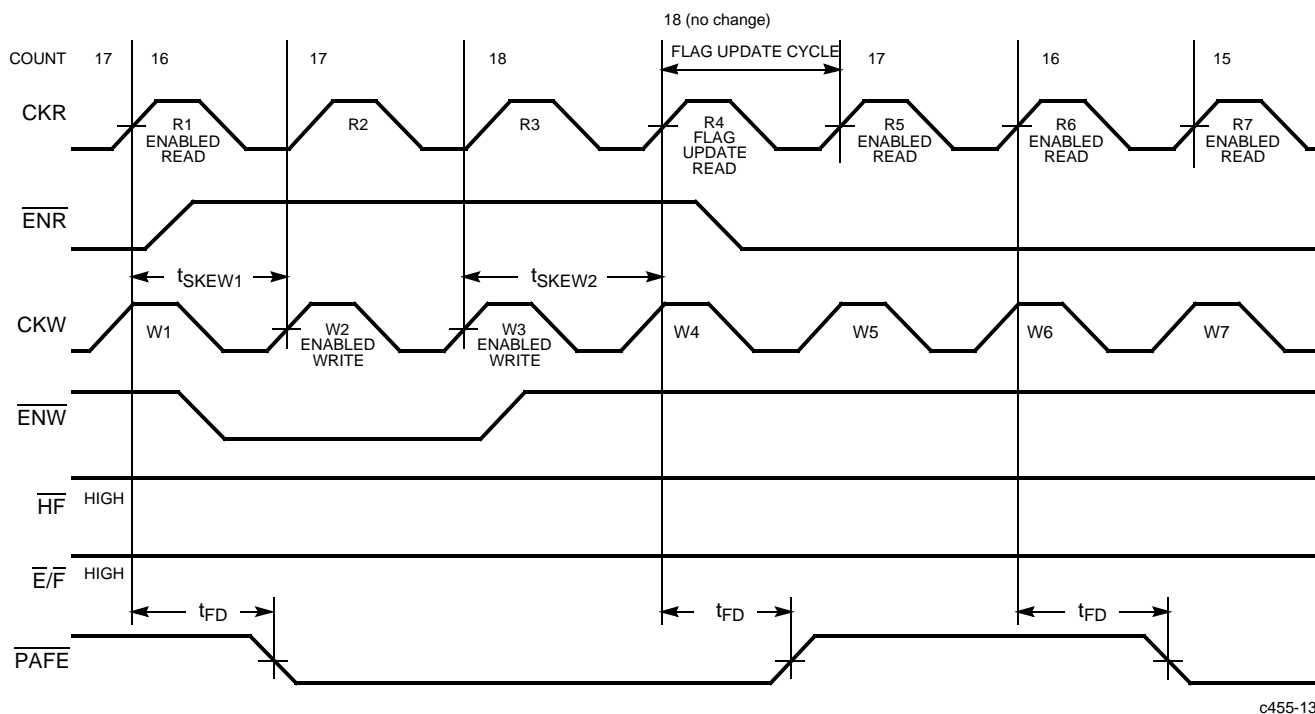 18 (no change)
COUNT 17 16 17 18 FLAG UPDATE CYCLE 17 16 15
CKR
R1 ENABLED READ
R2
R3
R4 FLAG UPDATE READ
R5 ENABLED READ
R6 ENABLED READ
R7 ENABLED READ
ENR
tSKEW1 tSKEW2
CKW
W1
W2 ENABLED WRITE
W3 ENABLED WRITE
W4
W5
W6
W7
ENW
HF HIGH
E/F HIGH
tFD tFD tFD
PAFE
c455-13